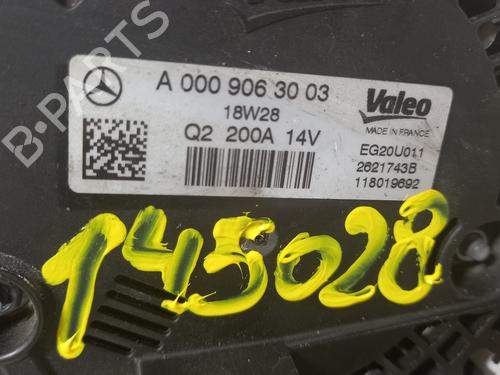 B-PARTS
A 000 906 30 03
18W28
Q2 200A 14V
Valeo
MADE IN FRANCE
EG20U011
2621743B
118019692
145028